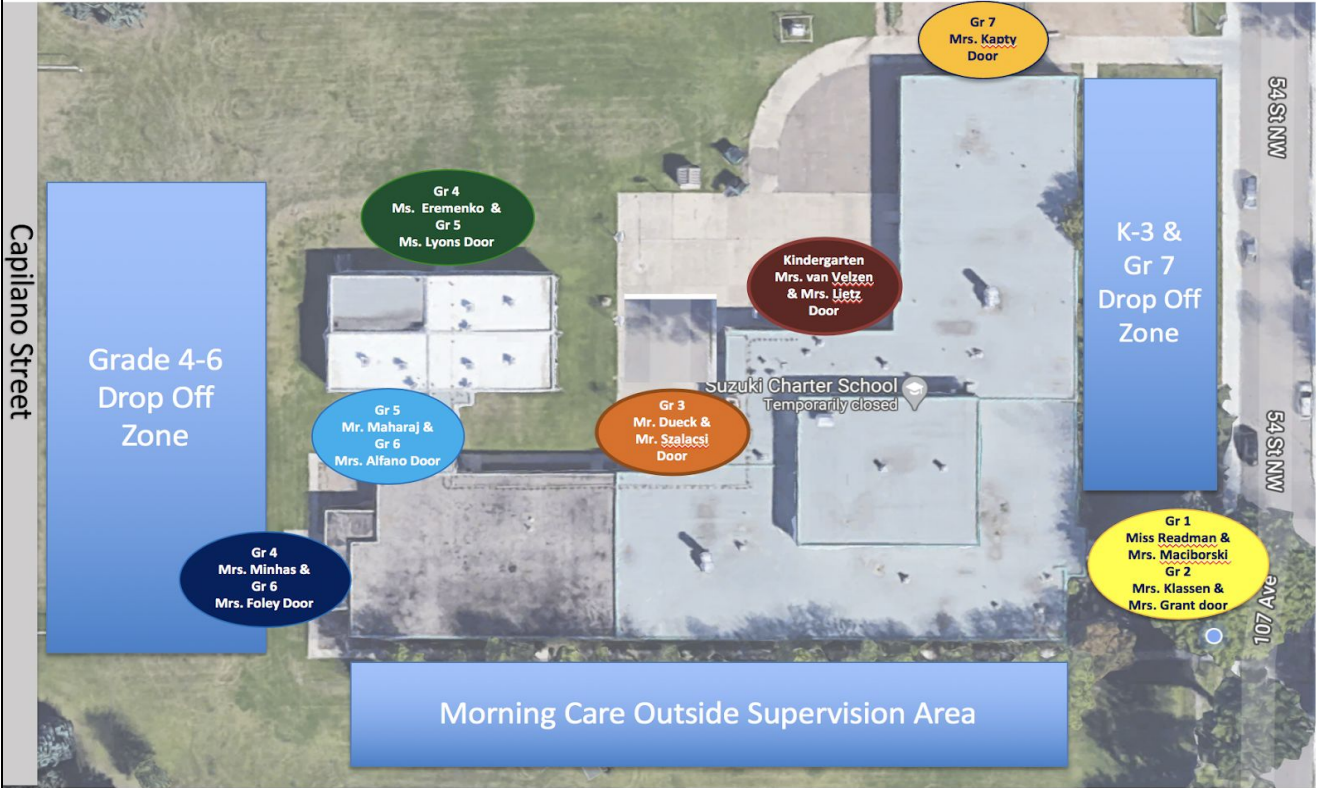 Gr 7
Mrs. Kapty
Door
54 St NW
Gr 4
Ms. Eremenko &
Gr 5
Ms. Lyons Door
K-3 &
Gr 7
Drop Off
Zone
Capilano Street
Kindergarten
Mrs. van Velzen
& Mrs. Lietz
Door
Grade 4-6
Drop Off
Zone
Suzuki Charter School
Temporarily closed
Gr 5
Mr. Maharaj &
Gr 6
Mrs. Alfano Door
Gr 3
Mr. Dueck &
Mr. Szalacsi
Door
54 St NW
Gr 4
Mrs. Minhas &
Gr 6
Mrs. Foley Door
Gr 1
Miss Readman &
Mrs. Maciborski
Gr 2
Mrs. Klassen &
Mrs. Grant door
107 Ave
Morning Care Outside Supervision Area